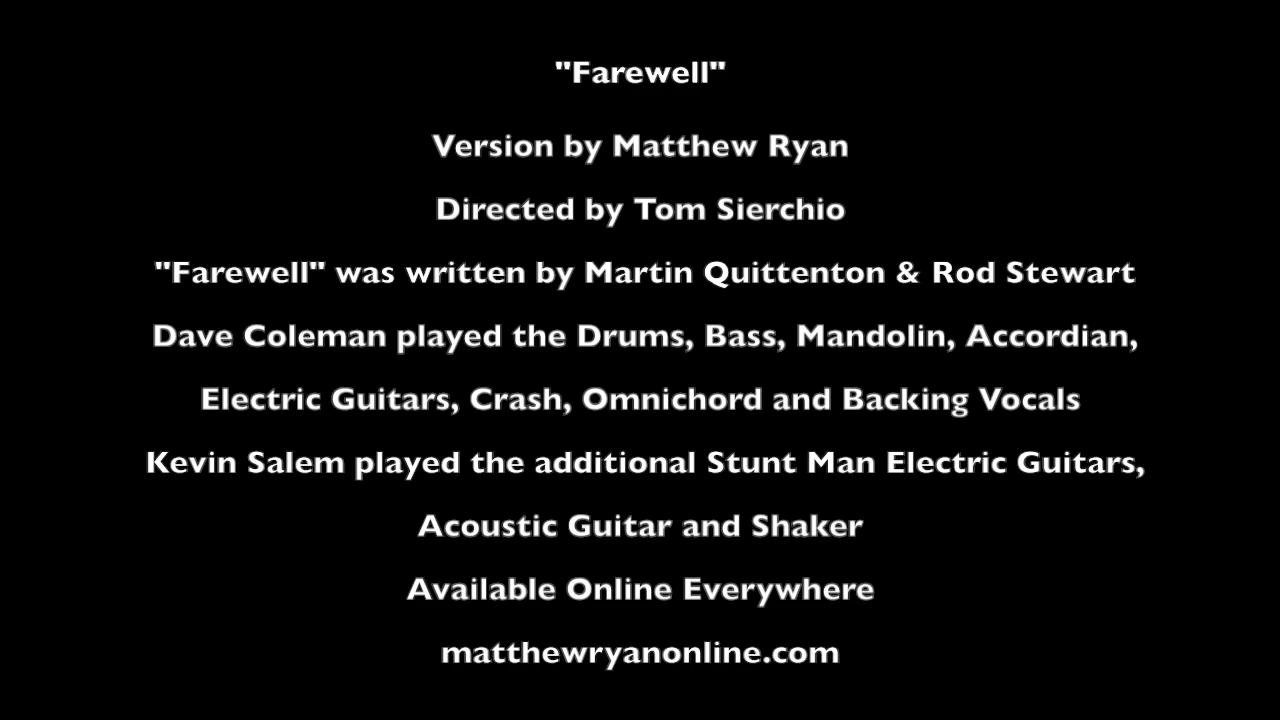 "Farewell"
Version by Matthew Ryan
Directed by Tom Sierchio
"Farewell" was written by Martin Quittenton & Rod Stewart
Dave Coleman played the Drums, Bass, Mandolin, Accordian,
Electric Guitars, Crash, Omnichord and Backing Vocals
Kevin Salem played the additional Stunt Man Electric Guitars,
Acoustic Guitar and Shaker
Available Online Everywhere
matthewryanonline.com